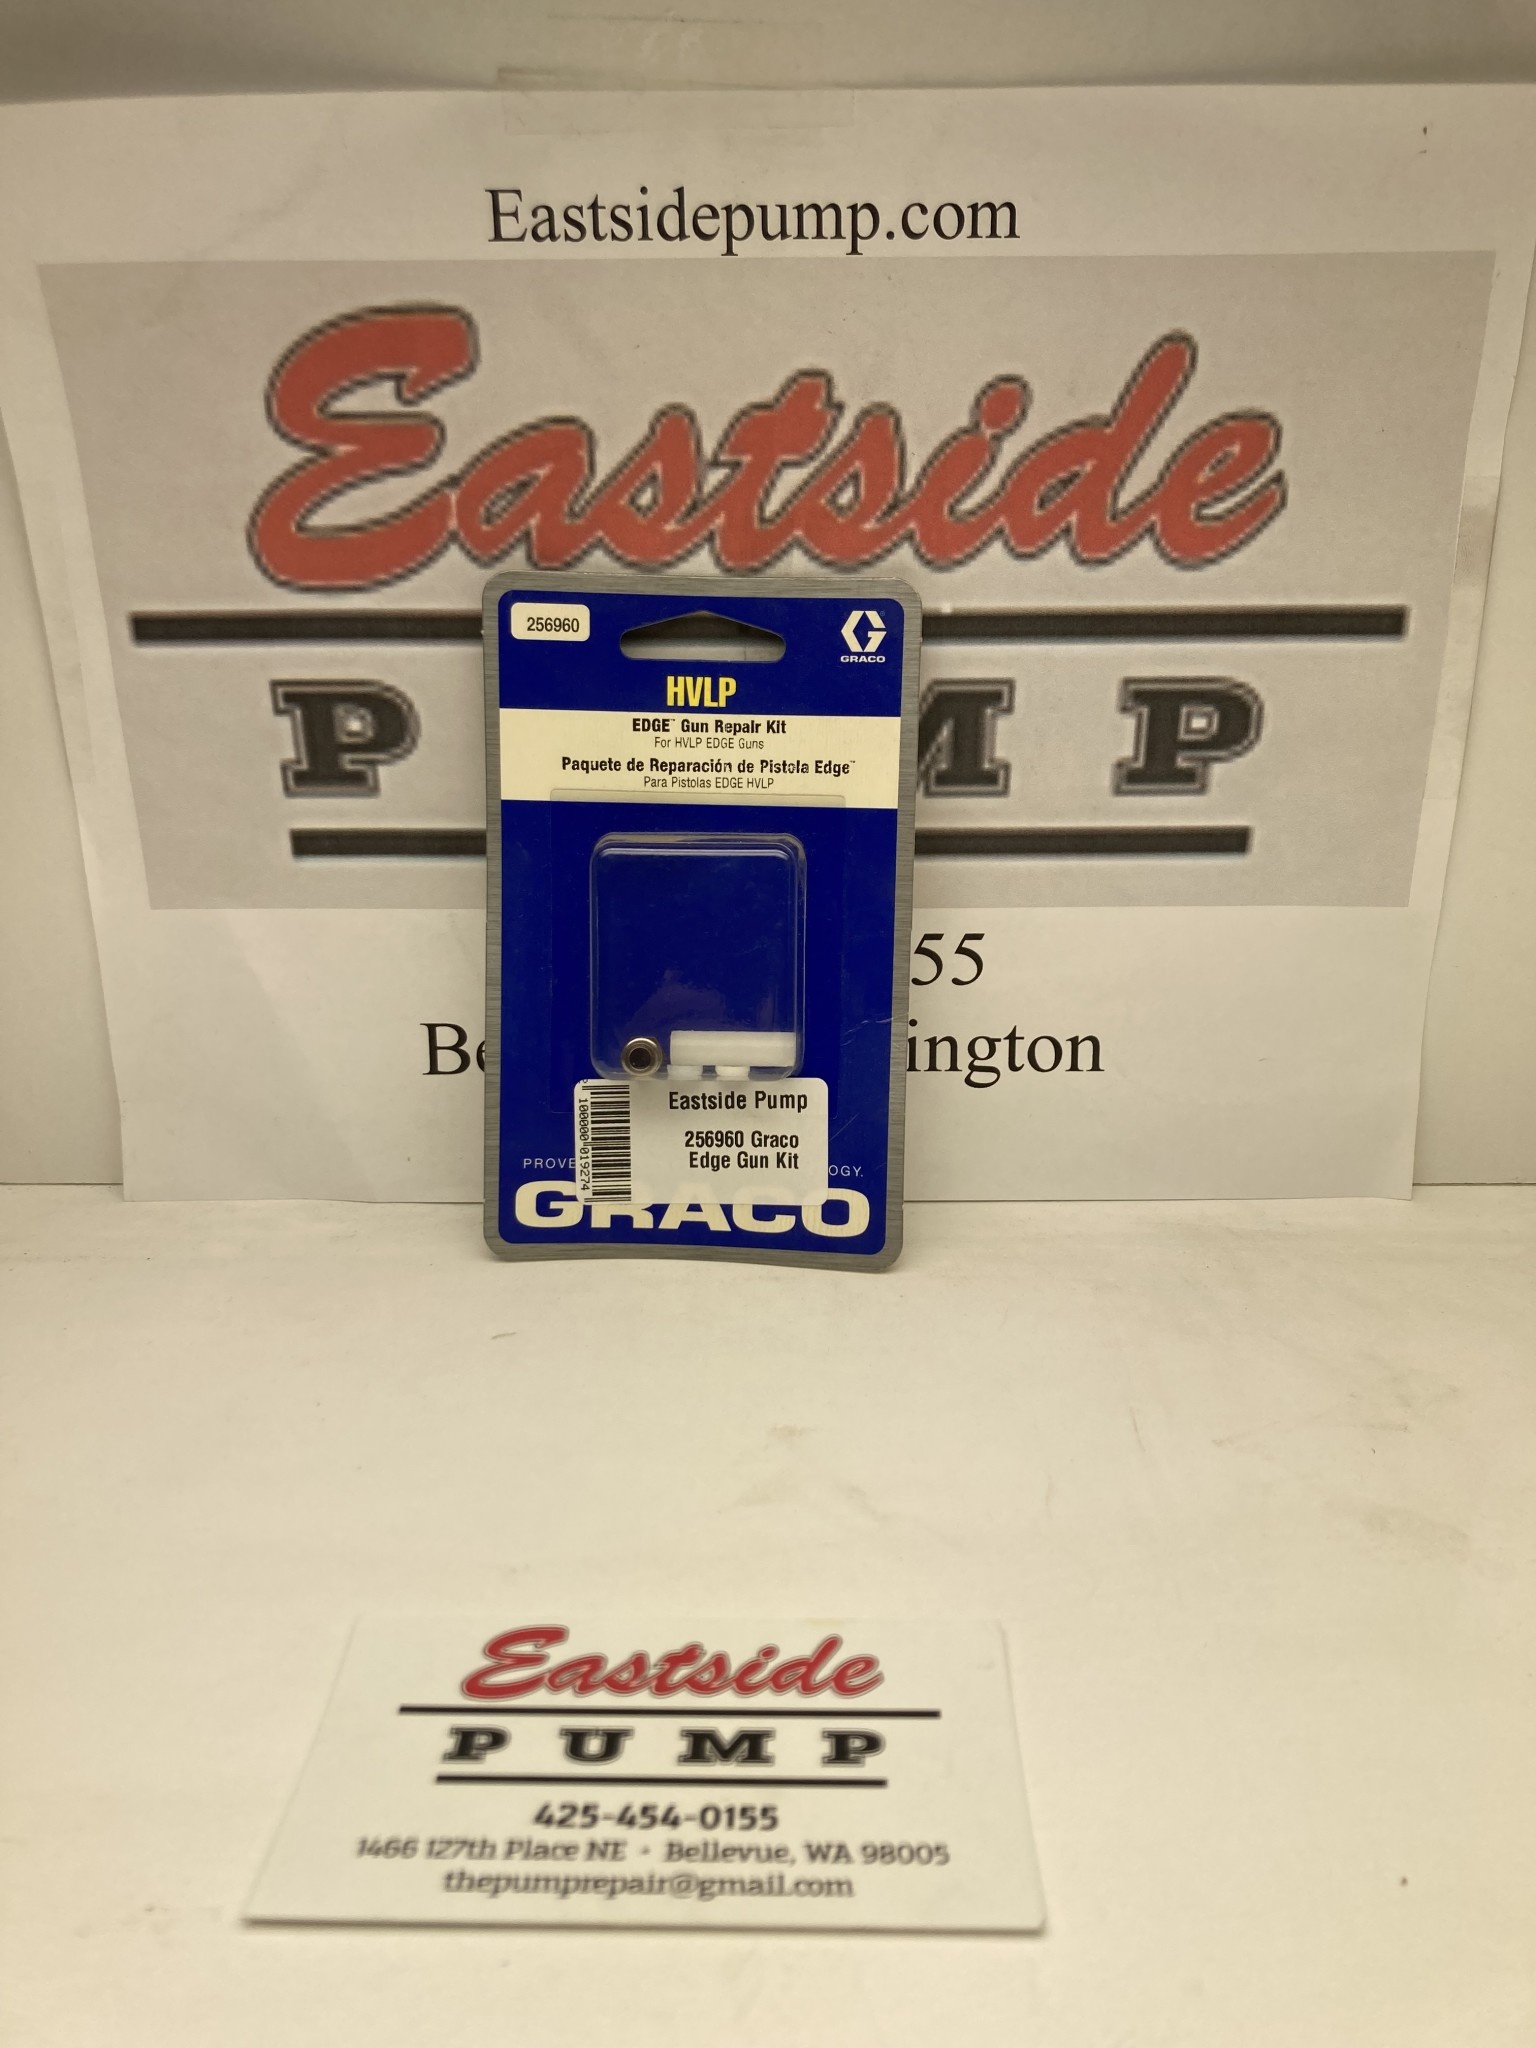 Eastsidepump.com
Eastside
P M P
55
Be ington
256960
GRACO
HVLP
EDGE™ Gun Repair Kit
For HVLP EDGE Guns
Paquete de Reparación de Pistola Edge™
Para Pistolas EDGE HVLP
100000 019274
Eastside Pump
256960 Graco
Edge Gun Kit
PROVE OGY.
GRACO
Eastside
PUMP
425-454-0155
1466 127th Place NE • Bellevue, WA 98005
thepumprepair@gmail.com